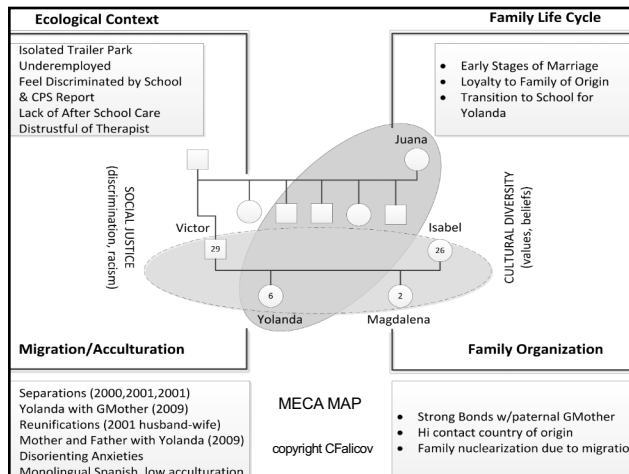 Ecological Context
Family Life Cycle
Isolated Trailer Park
Underemployed
Feel Discriminated by School
& CPS Report
Lack of After School Care
Distrustful of Therapist
• Early Stages of Marriage
• Loyalty to Family of Origin
• Transition to School for
Yolanda
Juana
SOCIAL JUSTICE
(discrimination, racism)
CULTURAL DIVERSITY
(values, beliefs)
Victor
Isabel
29
26
6
2
Yolanda
Magdalena
Migration/Acculturation
Family Organization
Separations (2000,2001,2001)
Yolanda with GMother (2009)
Reunifications (2001 husband-wife)
Mother and Father with Yolanda (2009)
Disorienting Anxieties
Monolingual Spanish, low acculturation
MECA MAP
copyright CFalicov
• Strong Bonds w/paternal GMother
• Hi contact country of origin
• Family nuclearization due to migratio